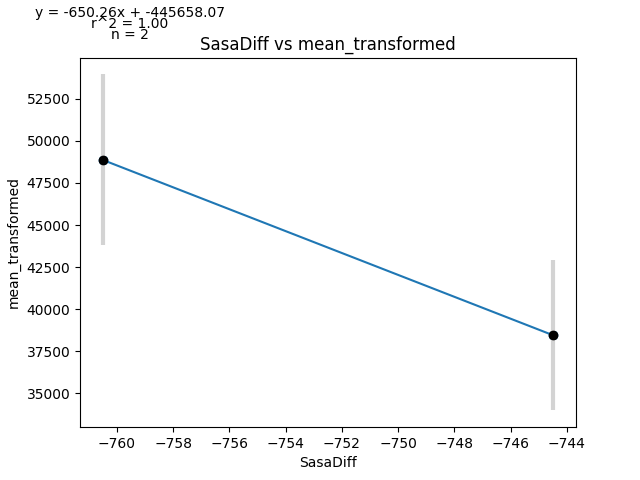 y = -650.26x + -445658.07
r^2 = 1.00
n = 2
SasaDiff vs mean_transformed
52500
50000
47500
45000
42500
40000
37500
35000
mean_transformed
−760 −758 −756 −754 −752 −750 −748 −746 −744
SasaDiff